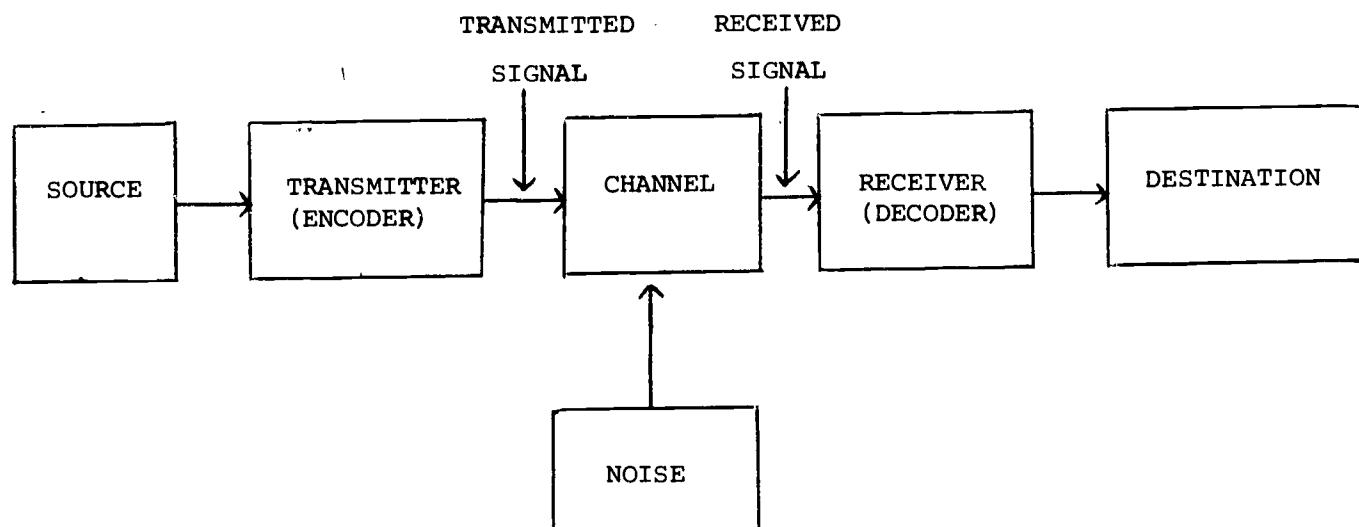 TRANSMITTED RECEIVED
SIGNAL SIGNAL
SOURCE
TRANSMITTER
(ENCODER)
CHANNEL
RECEIVER
(DECODER)
DESTINATION
NOISE